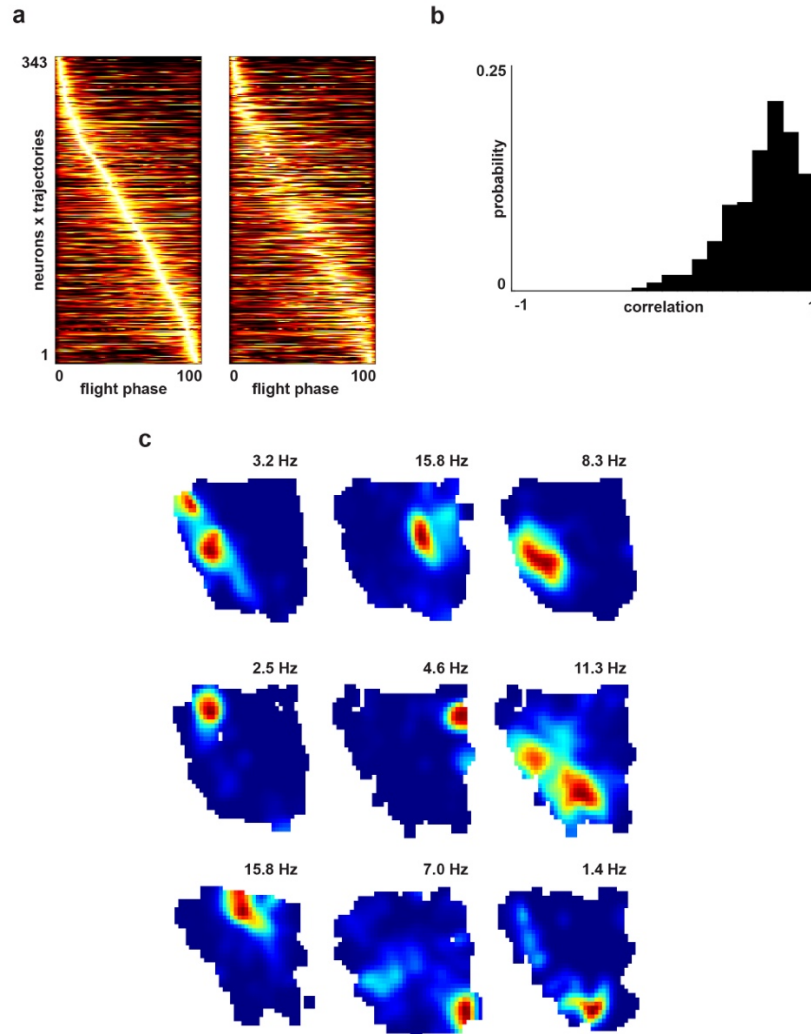 a
343
neurons x trajectories
1
0 100
flight phase
0 100
flight phase
b
0.25
probability
0
-1 1
correlation
c
3.2 Hz 15.8 Hz 8.3 Hz
2.5 Hz 4.6 Hz 11.3 Hz
15.8 Hz 7.0 Hz 1.4 Hz